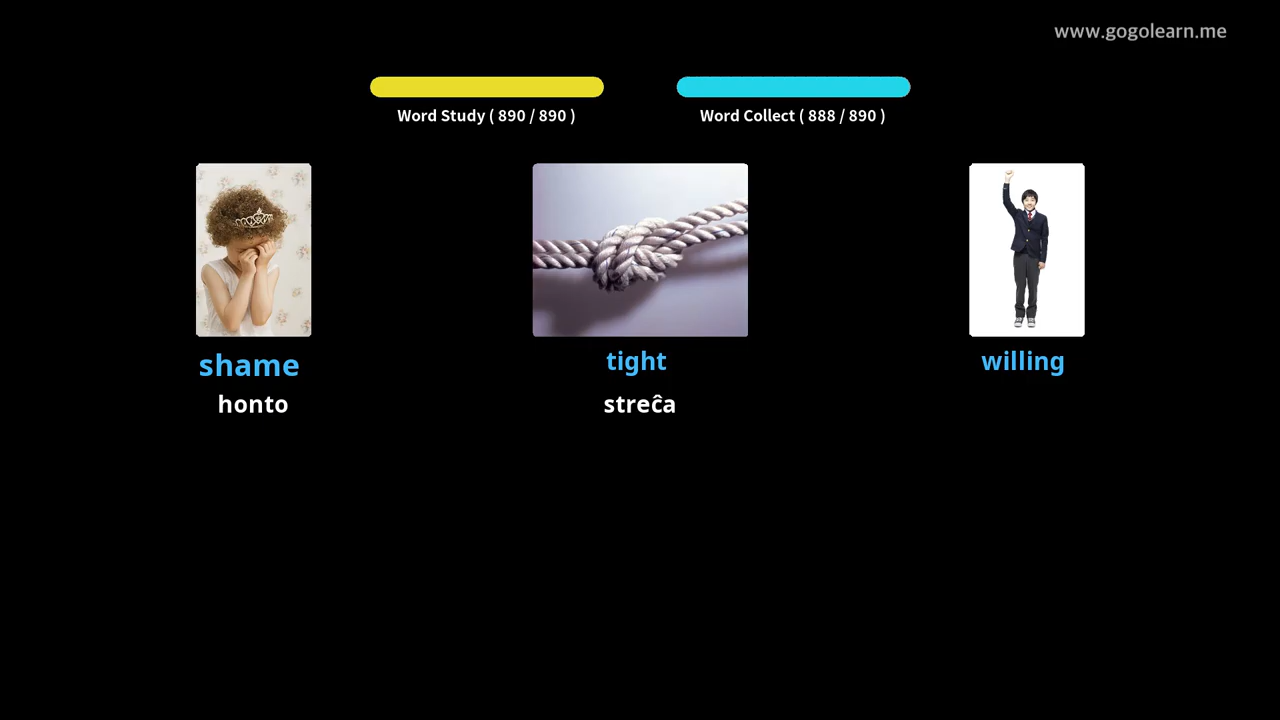 www.gogolearn.me
Word Study ( 890 / 890 )
Word Collect ( 888 / 890 )
shame
tight
willing
honto
streĉa